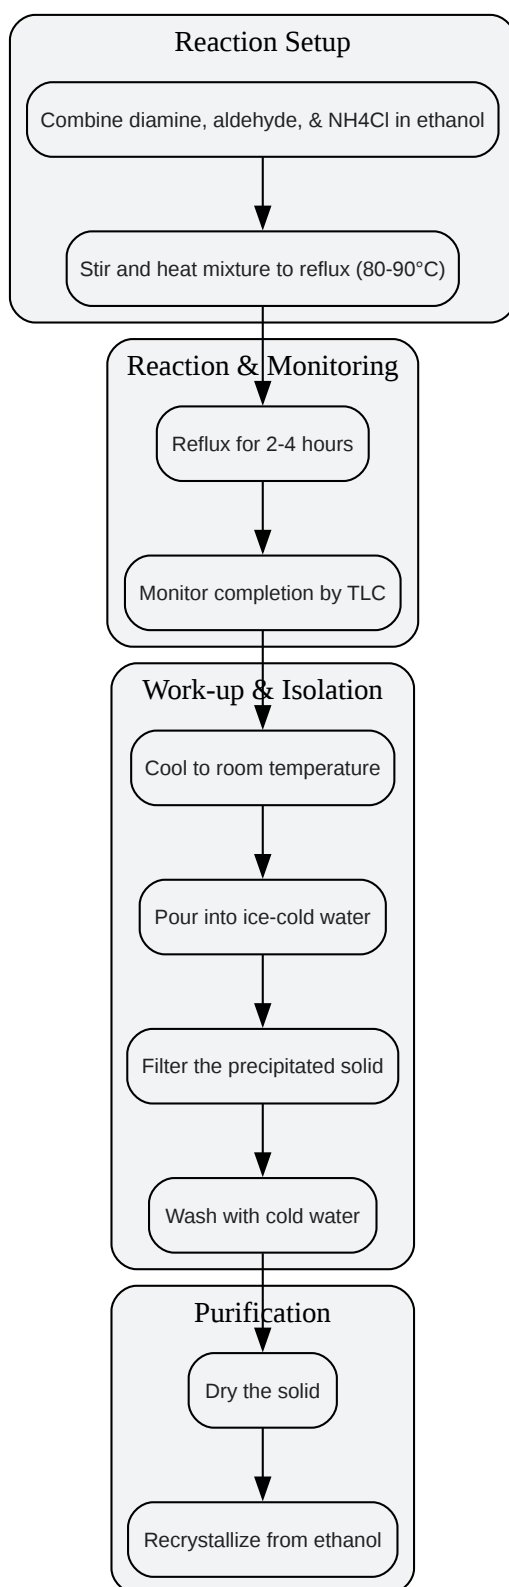 Reaction Setup
Combine diamine, aldehyde, & NH4Cl in ethanol
Stir and heat mixture to reflux (80-90°C)
Reaction & Monitoring
Reflux for 2-4 hours
Monitor completion by TLC
Work-up & Isolation
Cool to room temperature
Pour into ice-cold water
Filter the precipitated solid
Wash with cold water
Purification
Dry the solid
Recrystallize from ethanol